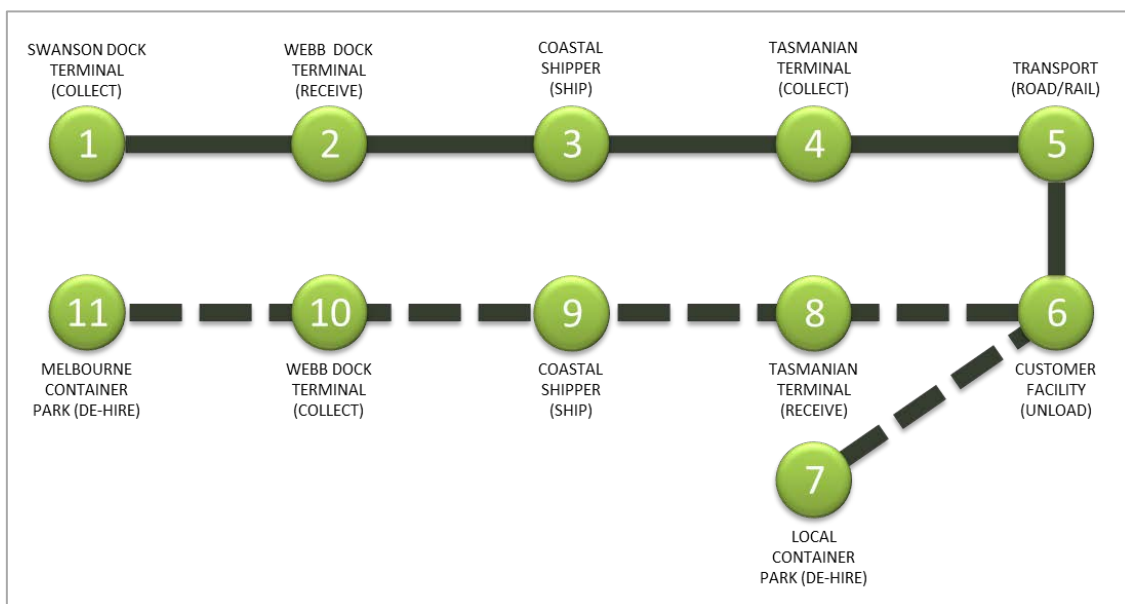 SWANSON DOCK
TERMINAL
(COLLECT)
WEBB DOCK
TERMINAL
(RECEIVE)
COASTAL
SHIPPER
(SHIP)
TASMANIAN
TERMINAL
(COLLECT)
TRANSPORT
(ROAD/RAIL)
1
2
3
4
5
11
10
9
8
6
MELBOURNE
CONTAINER
PARK (DE-HIRE)
WEBB DOCK
TERMINAL
(COLLECT)
COASTAL
SHIPPER
(SHIP)
TASMANIAN
TERMINAL
(RECEIVE)
CUSTOMER
FACILITY
(UNLOAD)
7
LOCAL
CONTAINER
PARK (DE-HIRE)